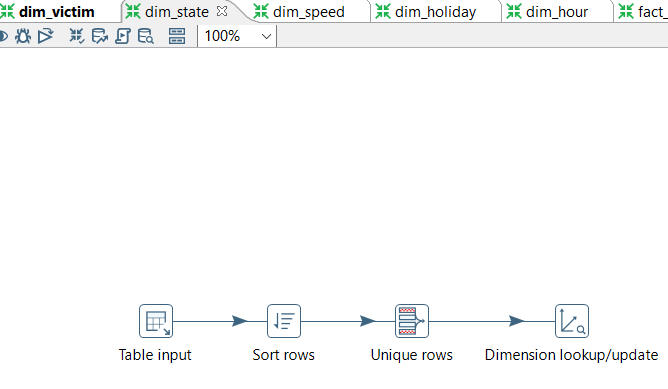 dim_victim dim_state dim_speed dim_holiday dim_hour fact_
100%
Table input Sort rows Unique rows Dimension lookup/update